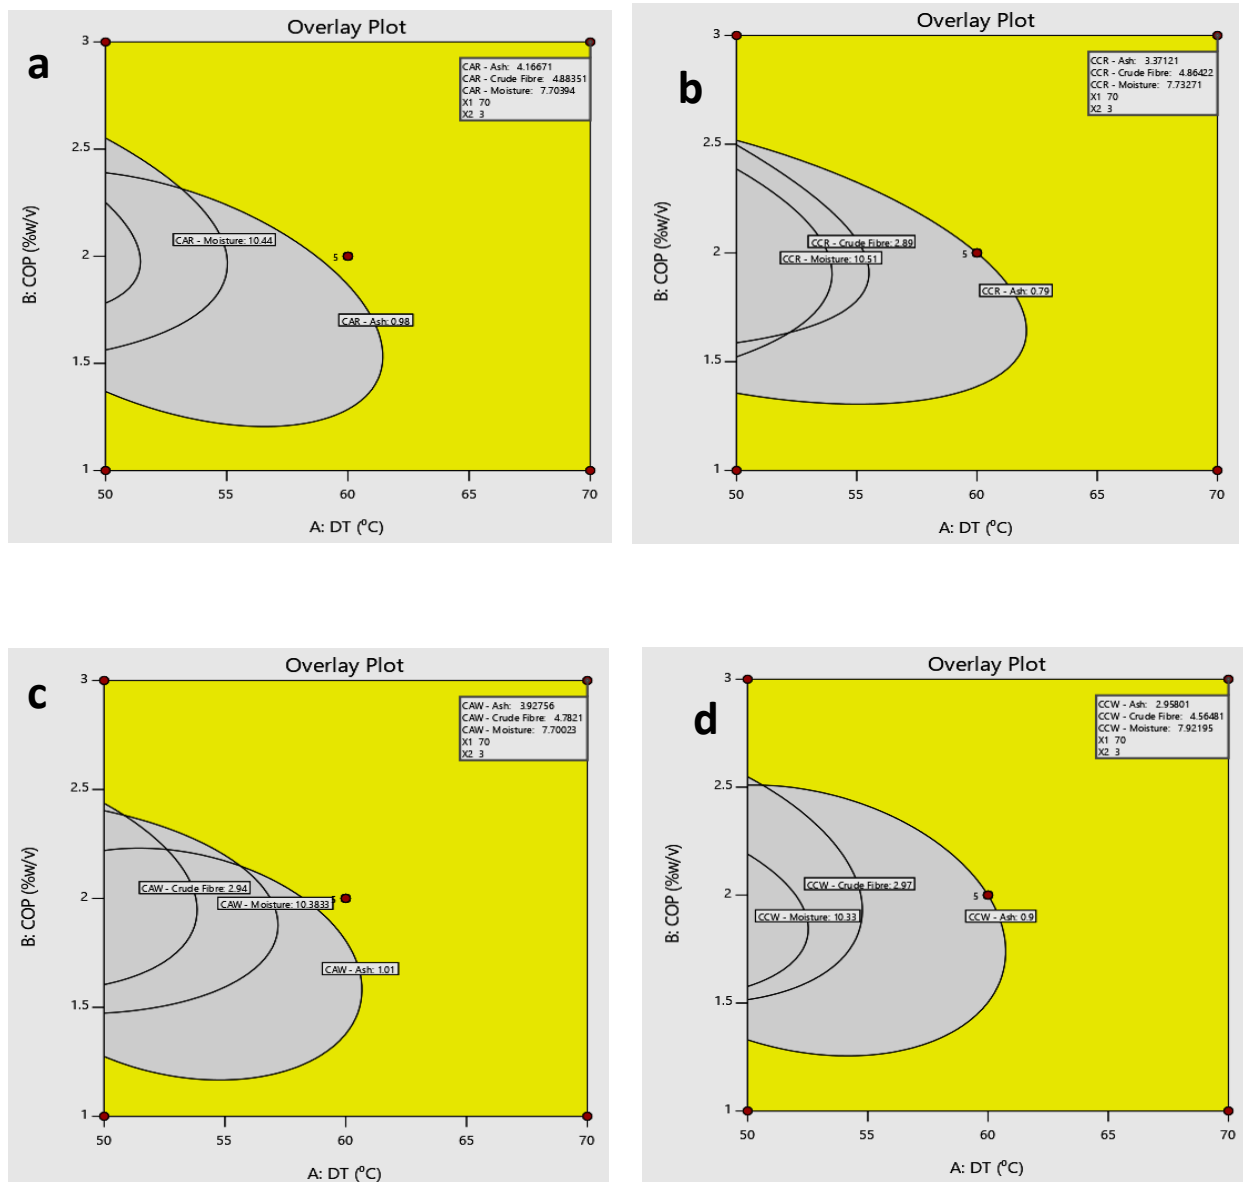 a
Overlay Plot
CAR - Ash: 4.16671
CAR - Crude Fibre: 4.88351
CAR - Moisture: 7.70394
X1 70
X2 3
3
2.5
2
1.5
1
B: COP (%w/v)
CAR - Moisture: 10.44
5
CAR - Ash: 0.98
50 55 60 65 70
A: DT (⁰C)
b
Overlay Plot
CCR - Ash: 3.37121
CCR - Crude Fibre: 4.86422
CCR - Moisture: 7.73271
X1 70
X2 3
3
2.5
2
1.5
1
B: COP (%w/v)
CCR - Crude Fibre: 2.89
CCR - Moisture: 10.51
5
CCR - Ash: 0.79
50 55 60 65 70
A: DT (⁰C)
c
Overlay Plot
CAW - Ash: 3.92756
CAW - Crude Fibre: 4.7821
CAW - Moisture: 7.70023
X1 70
X2 3
3
2.5
2
1.5
1
B: COP (%w/v)
CAW - Crude Fibre: 2.94
CAW - Moisture: 10.3833
CAW - Ash: 1.01
50 55 60 65 70
A: DT (⁰C)
d
Overlay Plot
CCW - Ash: 2.95801
CCW - Crude Fibre: 4.56481
CCW - Moisture: 7.92195
X1 70
X2 3
3
2.5
2
1.5
1
B: COP (%w/v)
CCW - Crude Fibre: 2.97
5
CCW - Moisture: 10.33
CCW - Ash: 0.9
50 55 60 65 70
A: DT (⁰C)